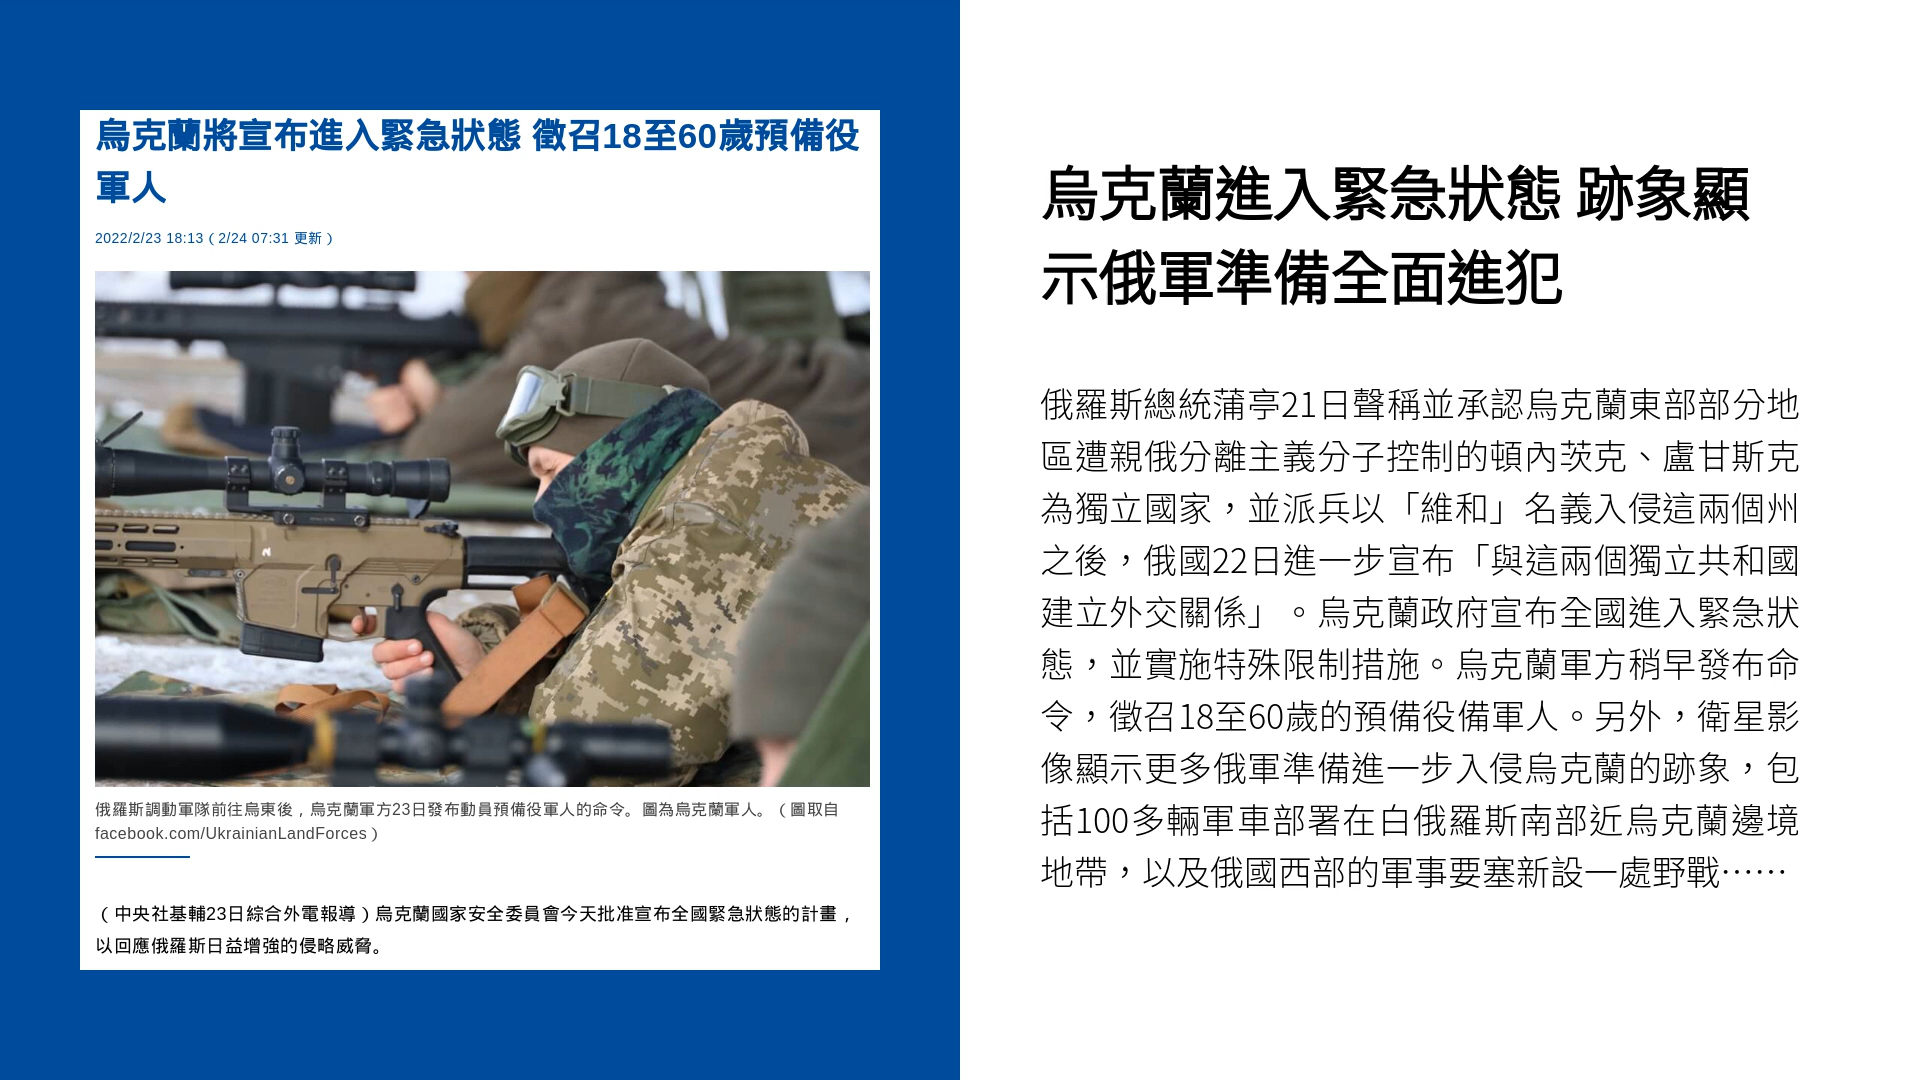 烏克蘭將宣布進入緊急狀態 徵召18至60歲預備役
軍人
2022/2/23 18:13（2/24 07:31 更新）
俄羅斯調動軍隊前往烏東後，烏克蘭軍方23日發布動員預備役軍人的命令。圖為烏克蘭軍人。（圖取自
facebook.com/UkrainianLandForces）
（中央社基輔23日綜合外電報導）烏克蘭國家安全委員會今天批准宣布全國緊急狀態的計畫，
以回應俄羅斯日益增強的侵略威脅。
烏克蘭進入緊急狀態 跡象顯
示俄軍準備全面進犯
俄羅斯總統蒲亭21日聲稱並承認烏克蘭東部部分地
區遭親俄分離主義分子控制的頓內茨克、盧甘斯克
為獨立國家，並派兵以「維和」名義入侵這兩個州
之後，俄國22日進一步宣布「與這兩個獨立共和國
建立外交關係」。烏克蘭政府宣布全國進入緊急狀
態，並實施特殊限制措施。烏克蘭軍方稍早發布命
令，徵召18至60歲的預備役備軍人。另外，衛星影
像顯示更多俄軍準備進一步入侵烏克蘭的跡象，包
括100多輛軍車部署在白俄羅斯南部近烏克蘭邊境
地帶，以及俄國西部的軍事要塞新設一處野戰⋯⋯